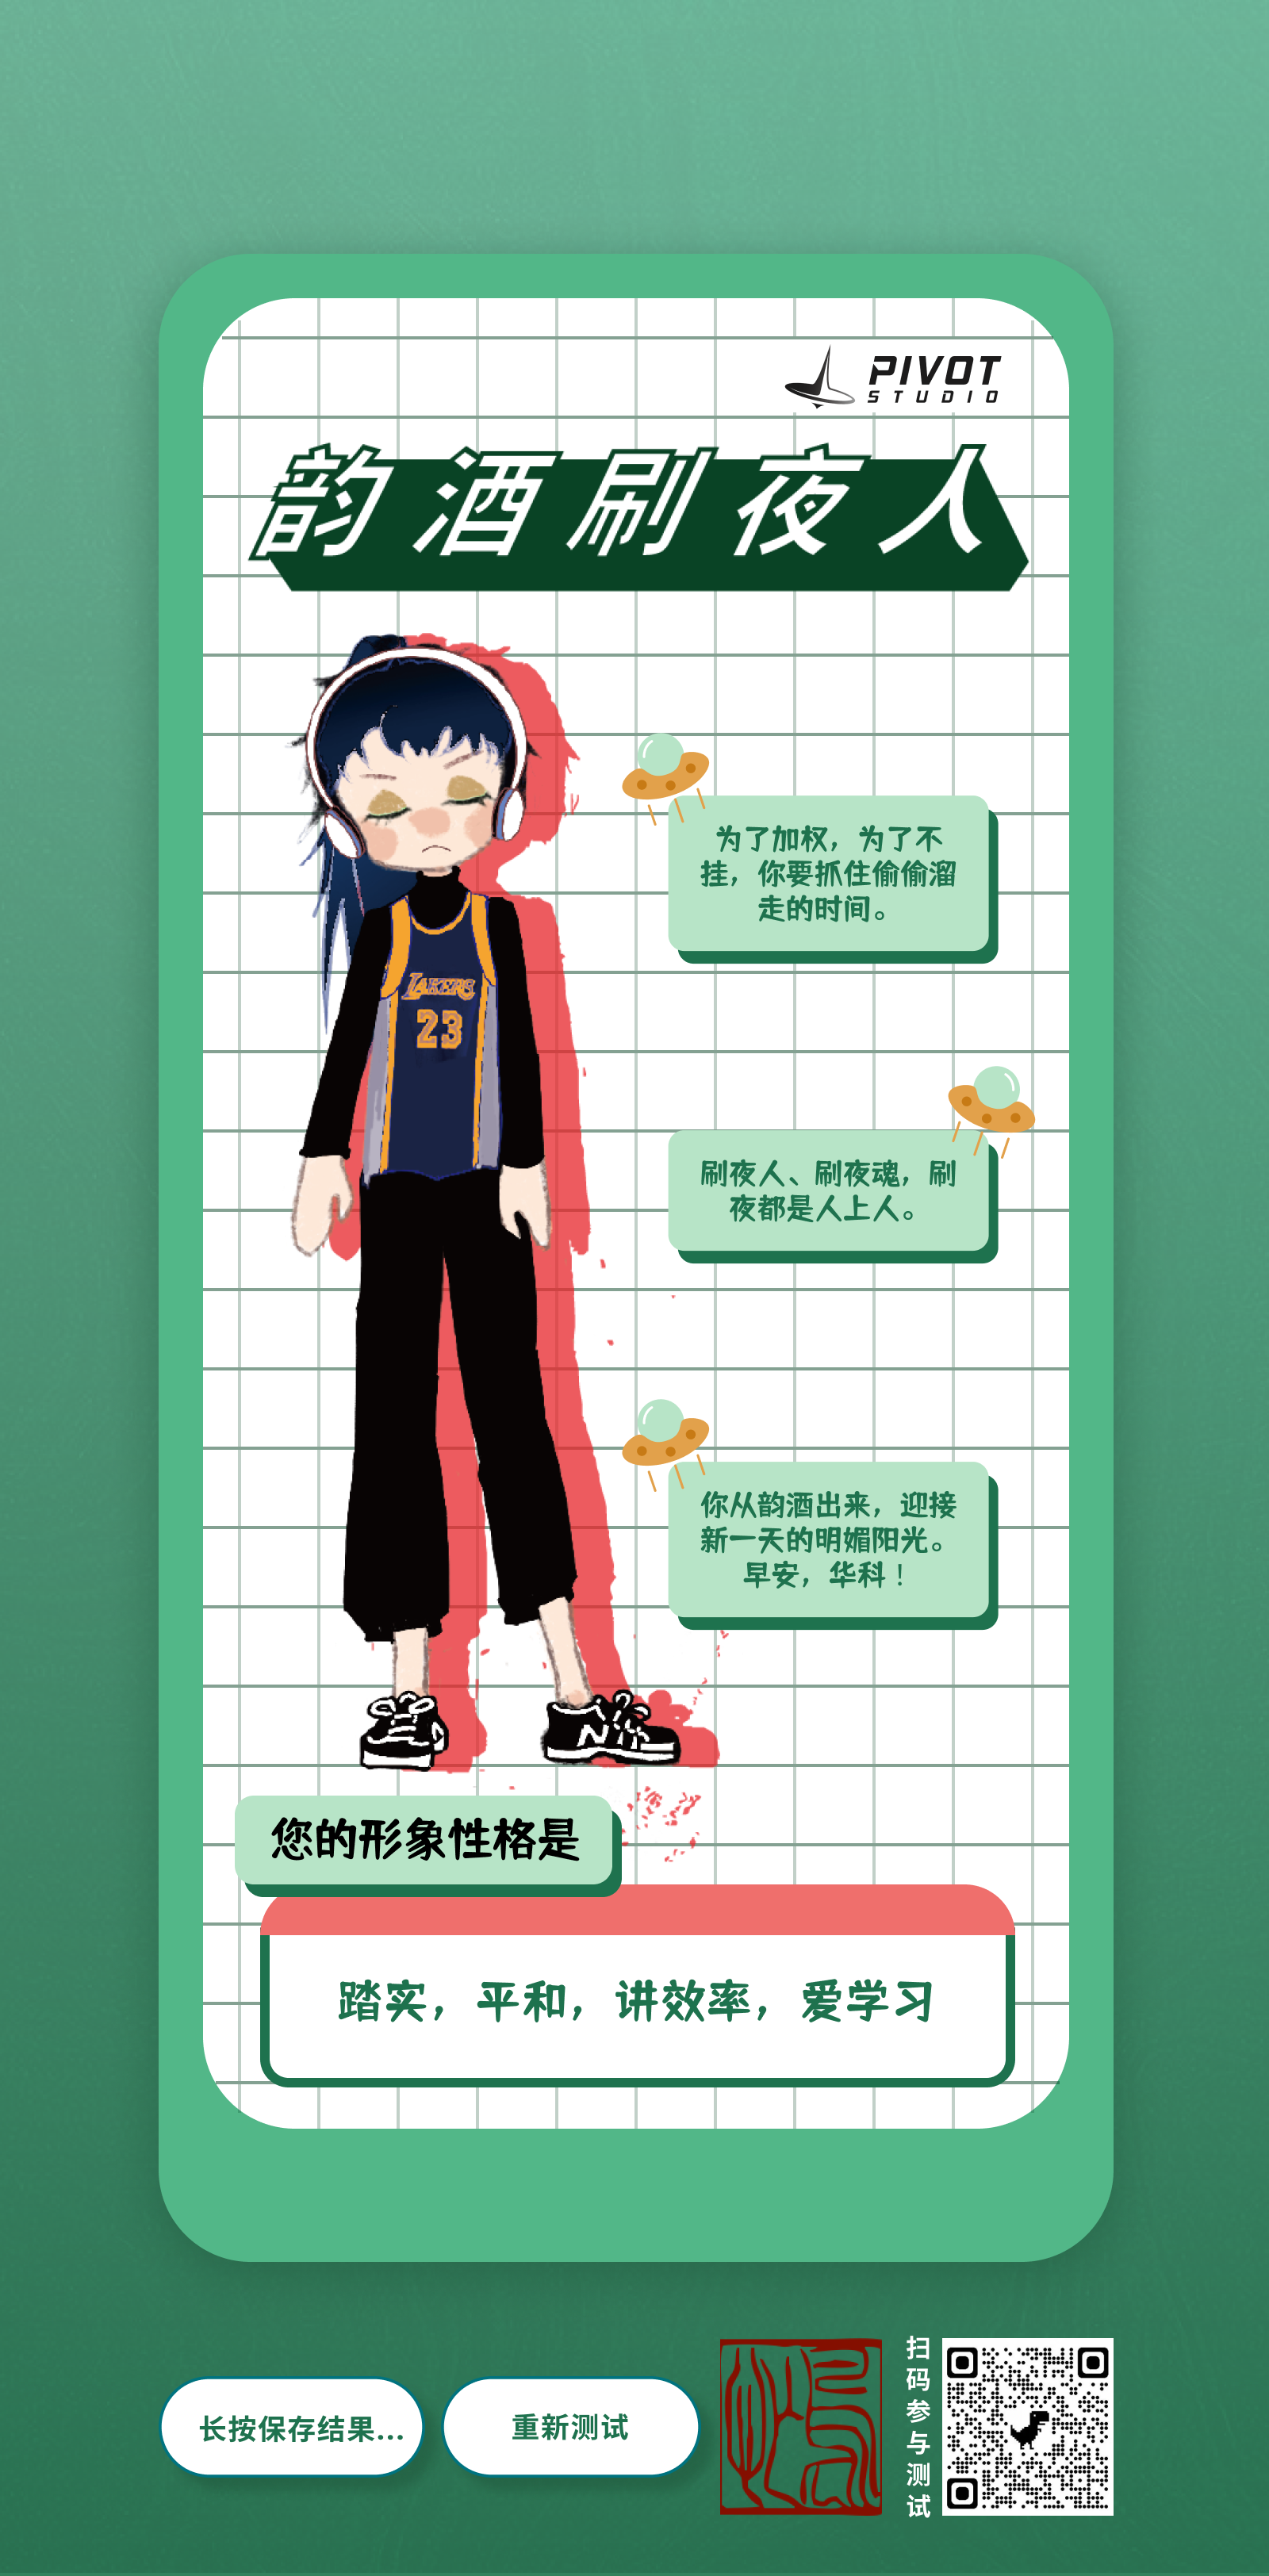 PIVOT
STUDIO
韵酒刷夜人
为了加权，为了不
挂，你要抓住偷偷溜
走的时间。
LAKERS
23
刷夜人、刷夜魂，刷
夜都是人上人。
你从韵酒出来，迎接
新一天的明媚阳光。
早安，华科！
N
您的形象性格是
踏实，平和，讲效率，爱学习
长按保存结果...
重新测试
扫码参与测试